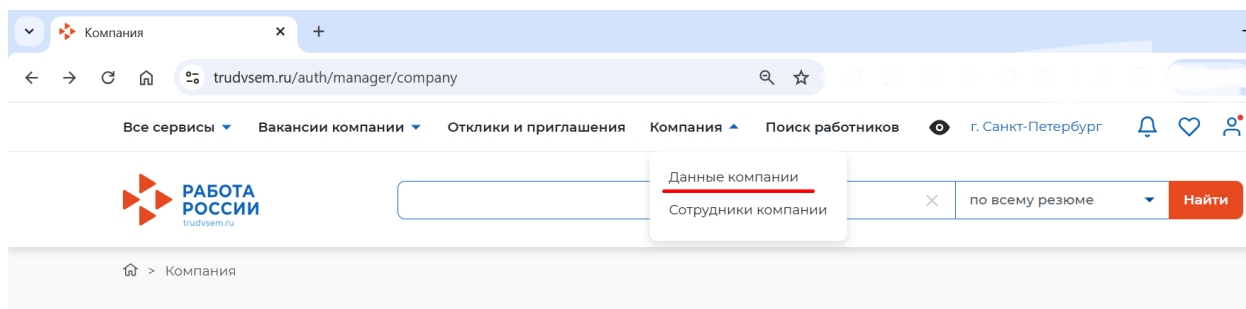 Компания
trudvsem.ru/auth/manager/company
Все сервисы Вакансии компании Отклики и приглашения Компания Поиск работников г. Санкт-Петербург
Данные компании
Сотрудники компании
РАБОТА
РОССИИ
trudvsem.ru
по всему резюме Найти
> Компания